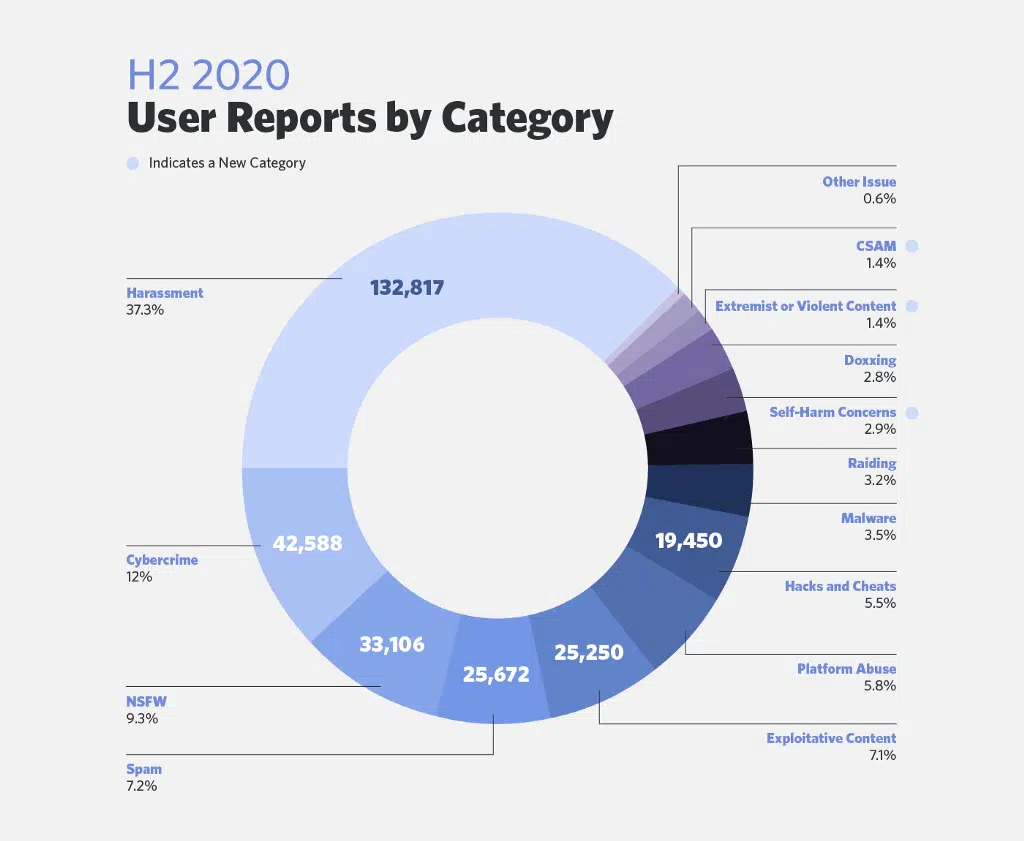 H2 2020
User Reports by Category
Indicates a New Category
Harassment
37.3%
132,817
Cybercrime
12%
42,588
NSFW
9.3%
33,106
Spam
7.2%
25,672
Other Issue
0.6%
CSAM
1.4%
Extremist or Violent Content
1.4%
Doxxing
2.8%
Self-Harm Concerns
2.9%
Raiding
3.2%
Malware
3.5%
19,450
Hacks and Cheats
5.5%
Platform Abuse
5.8%
25,250
Exploitative Content
7.1%